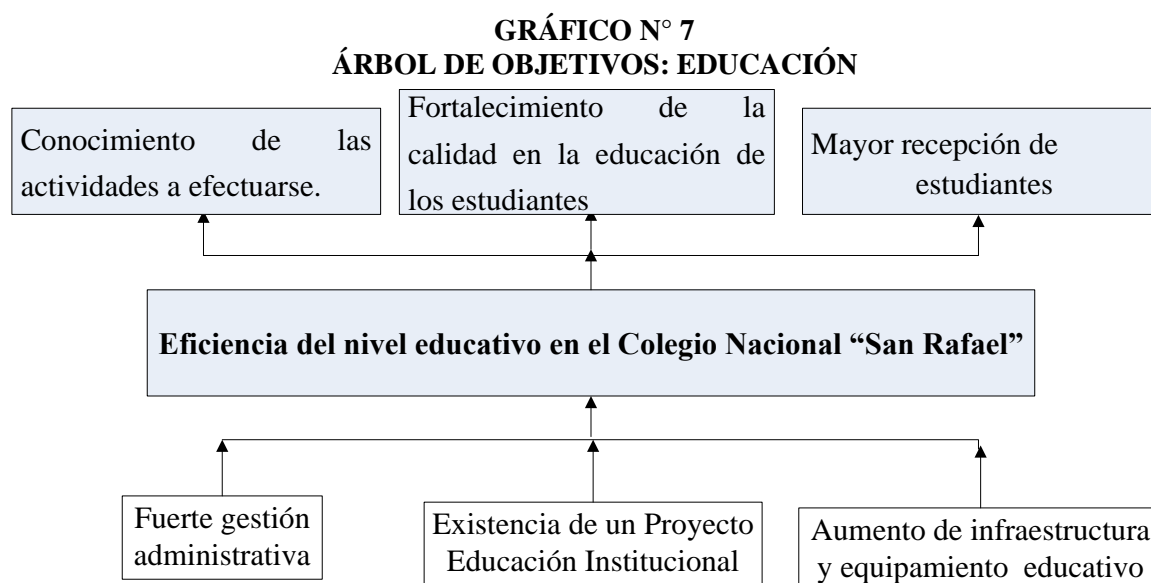 GRÁFICO N° 7
ÁRBOL DE OBJETIVOS: EDUCACIÓN
Conocimiento de las
actividades a efectuarse.
Fortalecimiento de la
calidad en la educación de
los estudiantes
Mayor recepción de
estudiantes
Eficiencia del nivel educativo en el Colegio Nacional “San Rafael”
Fuerte gestión
administrativa
Existencia de un Proyecto
Educación Institucional
Aumento de infraestructura
y equipamiento educativo